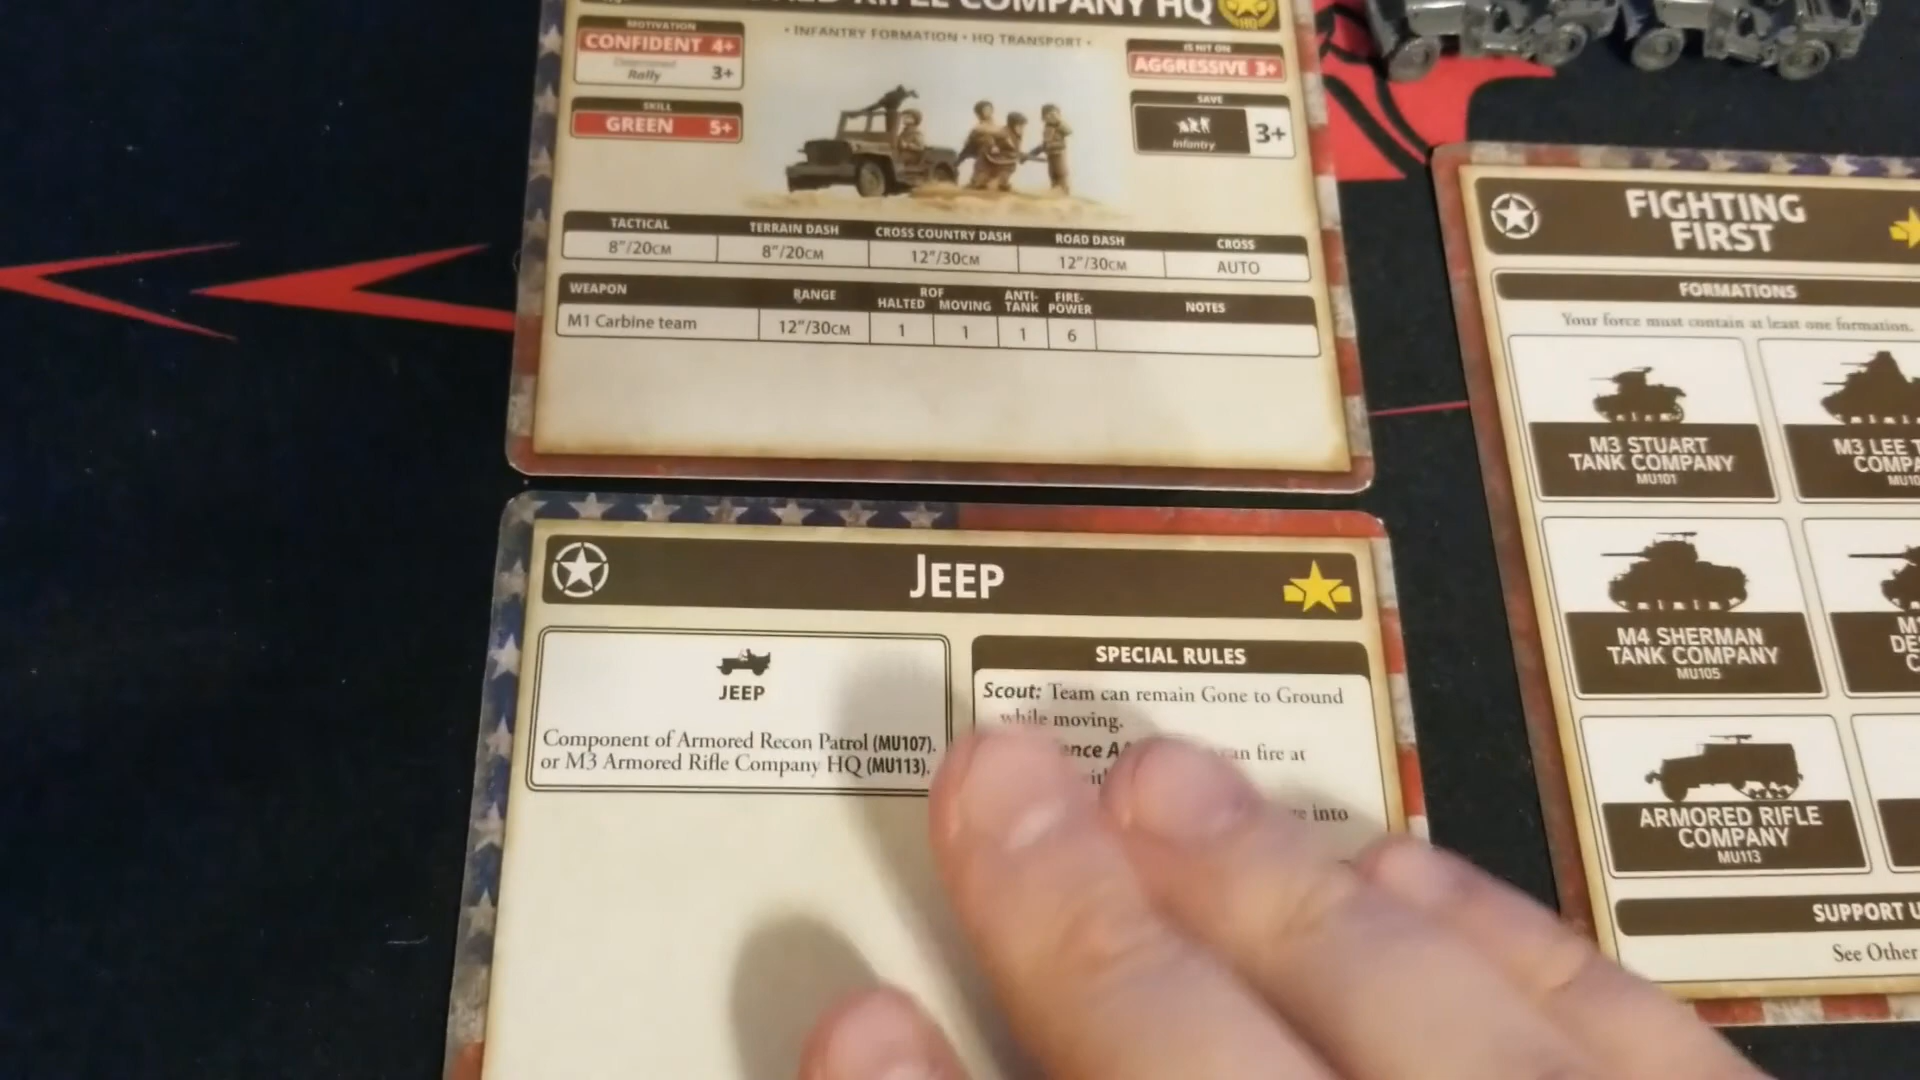 COMPANY HQ
HQ
• INFANTRY FORMATION • HQ TRANSPORT •
MOTIVATION
CONFIDENT 4+
Determined
Rally 3+
SKILL
GREEN 5+
IS HIT ON
AGGRESSIVE 3+
SAVE
Infantry 3+
TACTICAL TERRAIN DASH CROSS COUNTRY DASH ROAD DASH CROSS
8"/20CM 8"/20CM 12"/30CM 12"/30CM AUTO
WEAPON RANGE ROF HALTED MOVING ANTI-TANK FIRE-POWER NOTES
M1 Carbine team 12"/30CM 1 1 1 6
JEEP
JEEP
Component of Armored Recon Patrol (MU107).
or M3 Armored Rifle Company HQ (MU113).
SPECIAL RULES
Scout: Team can remain Gone to Ground
while moving.
can fire at
into
FIGHTING
FIRST
FORMATIONS
Your force must contain at least one formation.
M3 STUART
TANK COMPANY
MU101
M3 LEE
M4 SHERMAN
TANK COMPANY
MU105
ARMORED RIFLE
COMPANY
MU113
SUPPORT
See Other